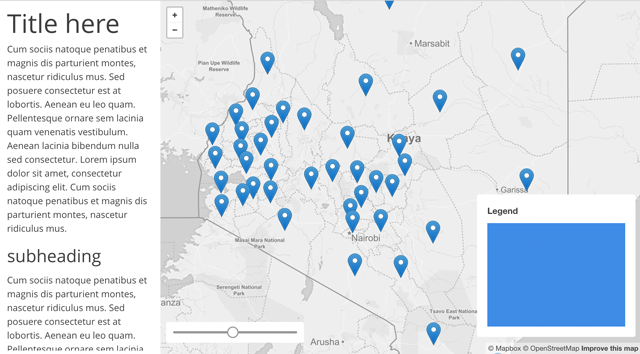 Title here
Cum sociis natoque penatibus et
magnis dis parturient montes,
nascetur ridiculus mus. Sed
posuere consectetur est at
lobortis. Aenean eu leo quam.
Pellentesque ornare sem lacinia
quam venenatis vestibulum.
Aenean lacinia bibendum nulla
sed consectetur. Lorem ipsum
dolor sit amet, consectetur
adipiscing elit. Cum sociis
natoque penatibus et magnis dis
parturient montes, nascetur
ridiculus mus.
subheading
Cum sociis natoque penatibus et
magnis dis parturient montes,
nascetur ridiculus mus. Sed
posuere consectetur est at
lobortis. Aenean eu leo quam.
Pellentesque ornare sem lacinia
+
−
Matheniko Wildlife
Reserve
Marsabit
Pian Upe Wildlife
Reserve
Kenya
Garissa
Nairobi
Masai Mara National
Park
Serengeti National
Park
anza
Tsavo East National
Arusha
Legend
© Mapbox © OpenStreetMap Improve this map